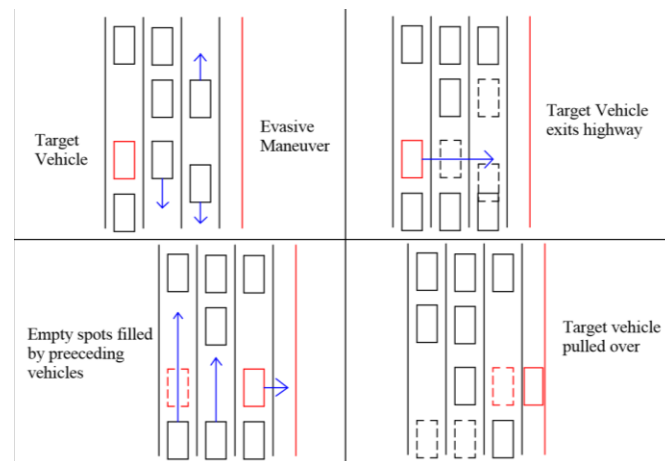 Target
Vehicle
Evasive
Maneuver
Target Vehicle
exits highway
Empty spots filled
by preeceding
vehicles
Target vehicle
pulled over